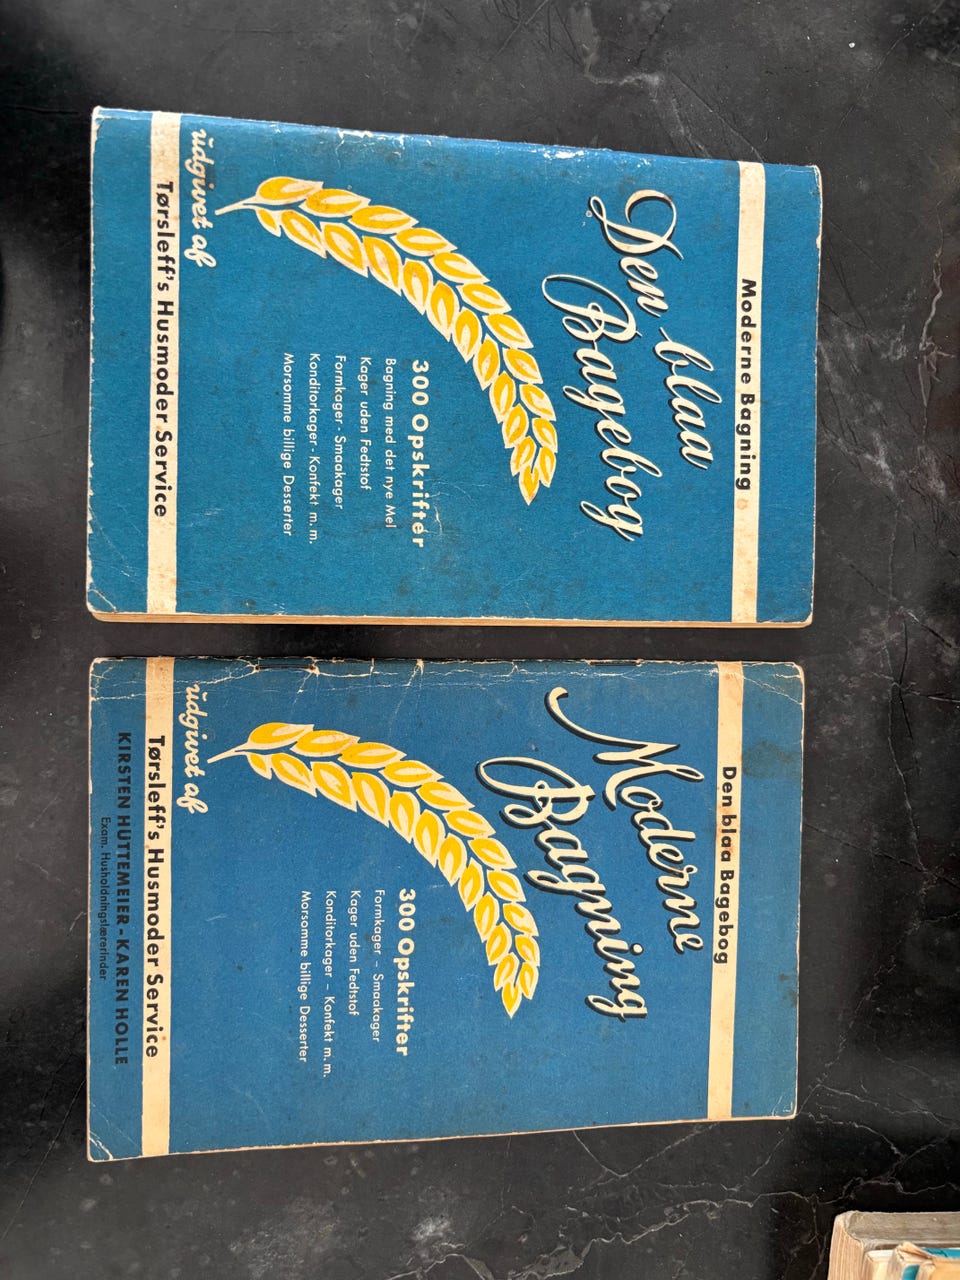 Moderne Bagning
Den blaa
Bagebog
300 Opskrifter
Bagning med det nye Mel
Kager uden Fedtstof
Formkager - Smaakager
Konditorkager - Konfekt m. m.
Morsomme billige Desserter
udgivet af
Tørsleff's Husmoder Service
Den blaa Bagebog
Moderne
Bagning
300 Opskrifter
Formkager - Smaakager
Kager uden Fedtstof
Konditorkager - Konfekt m. m.
Morsomme billige Desserter
udgivet af
Tørsleff's Husmoder Service
KIRSTEN HÜTTEMEIER - KAREN HOLLE
Exam. Husholdningslærerinder